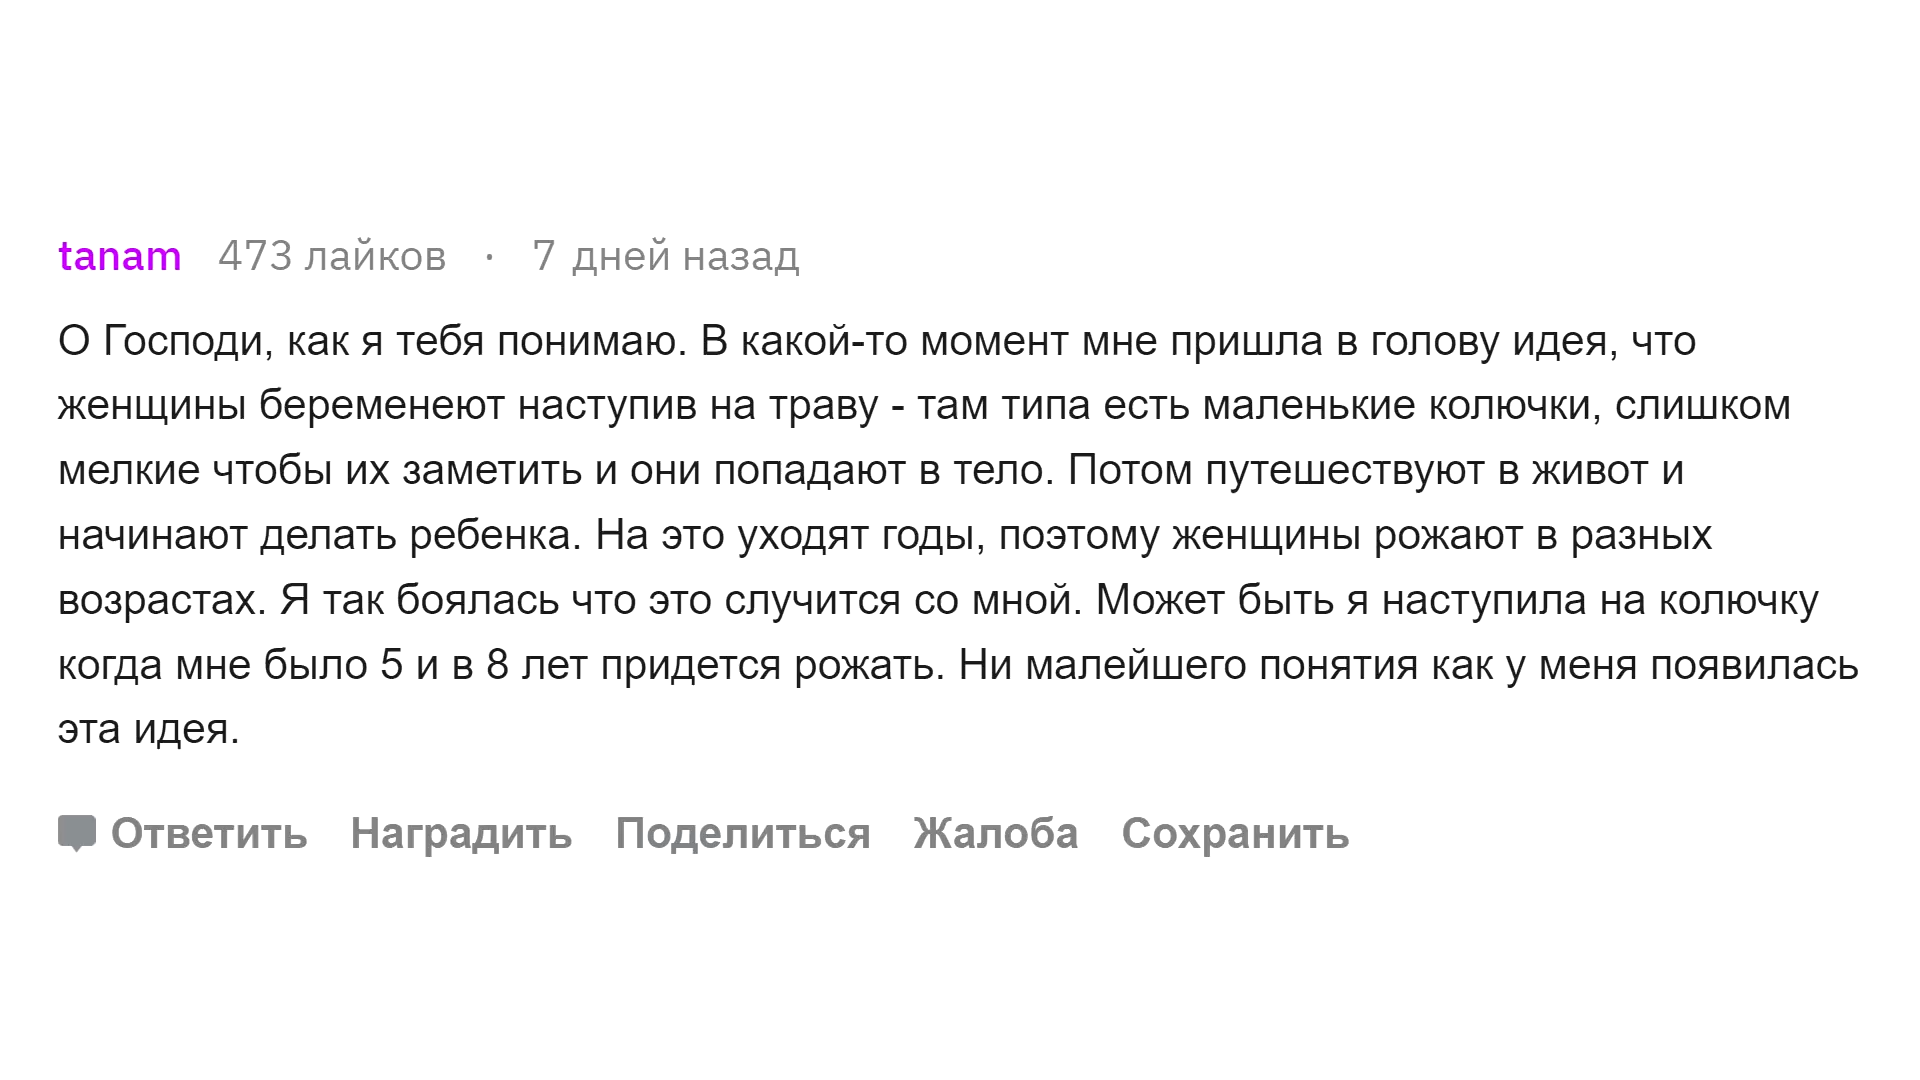 tanam 473 лайков · 7 дней назад
О Господи, как я тебя понимаю. В какой-то момент мне пришла в голову идея, что
женщины беременеют наступив на траву - там типа есть маленькие колючки, слишком
мелкие чтобы их заметить и они попадают в тело. Потом путешествуют в живот и
начинают делать ребенка. На это уходят годы, поэтому женщины рожают в разных
возрастах. Я так боялась что это случится со мной. Может быть я наступила на колючку
когда мне было 5 и в 8 лет придется рожать. Ни малейшего понятия как у меня появилась
эта идея.
Ответить Наградить Поделиться Жалоба Сохранить